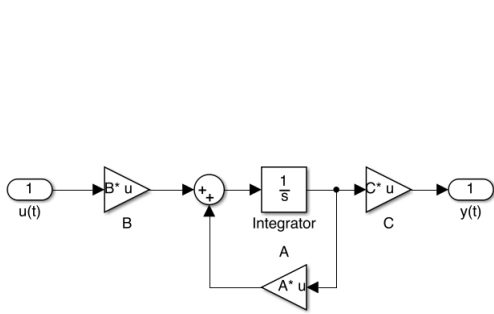 1
u(t)
B* u
B
+
+
1
s
Integrator
C* u
C
1
y(t)
A
A* u